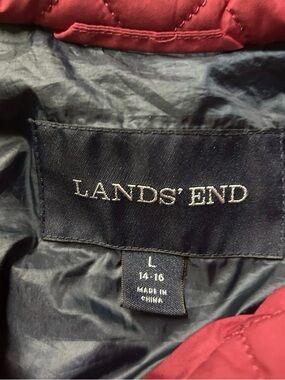 LANDS' END
L
14-16
MADE IN
CHINA